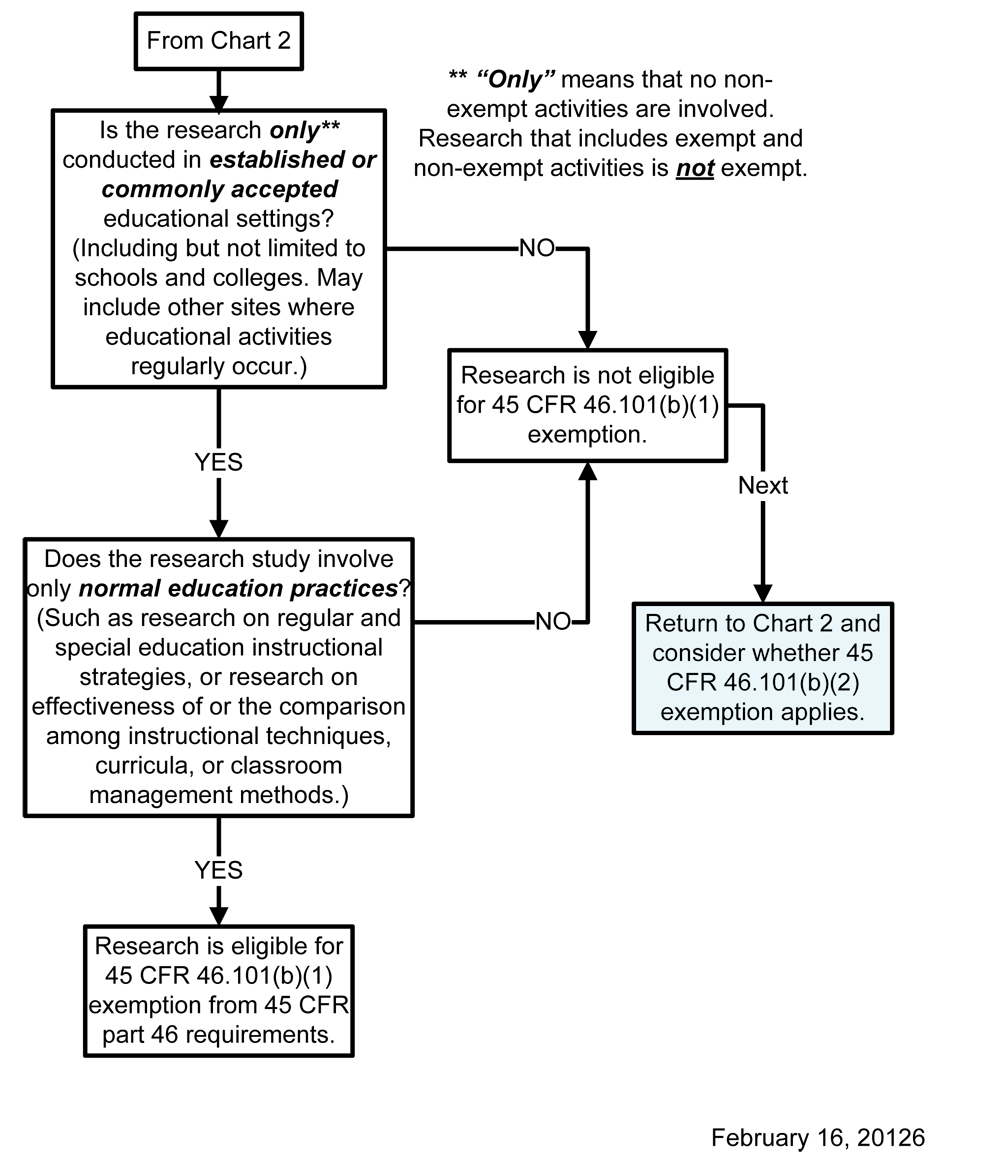 From Chart 2
** “Only” means that no non-
exempt activities are involved.
Research that includes exempt and
non-exempt activities is not exempt.
Is the research only**
conducted in established or
commonly accepted
educational settings?
(Including but not limited to
schools and colleges. May
include other sites where
educational activities
regularly occur.)
NO
Research is not eligible
for 45 CFR 46.101(b)(1)
exemption.
YES
Next
Does the research study involve
only normal education practices?
(Such as research on regular and
special education instructional
strategies, or research on
effectiveness of or the comparison
among instructional techniques,
curricula, or classroom
management methods.)
NO
Return to Chart 2 and
consider whether 45
CFR 46.101(b)(2)
exemption applies.
YES
Research is eligible for
45 CFR 46.101(b)(1)
exemption from 45 CFR
part 46 requirements.
February 16, 20126